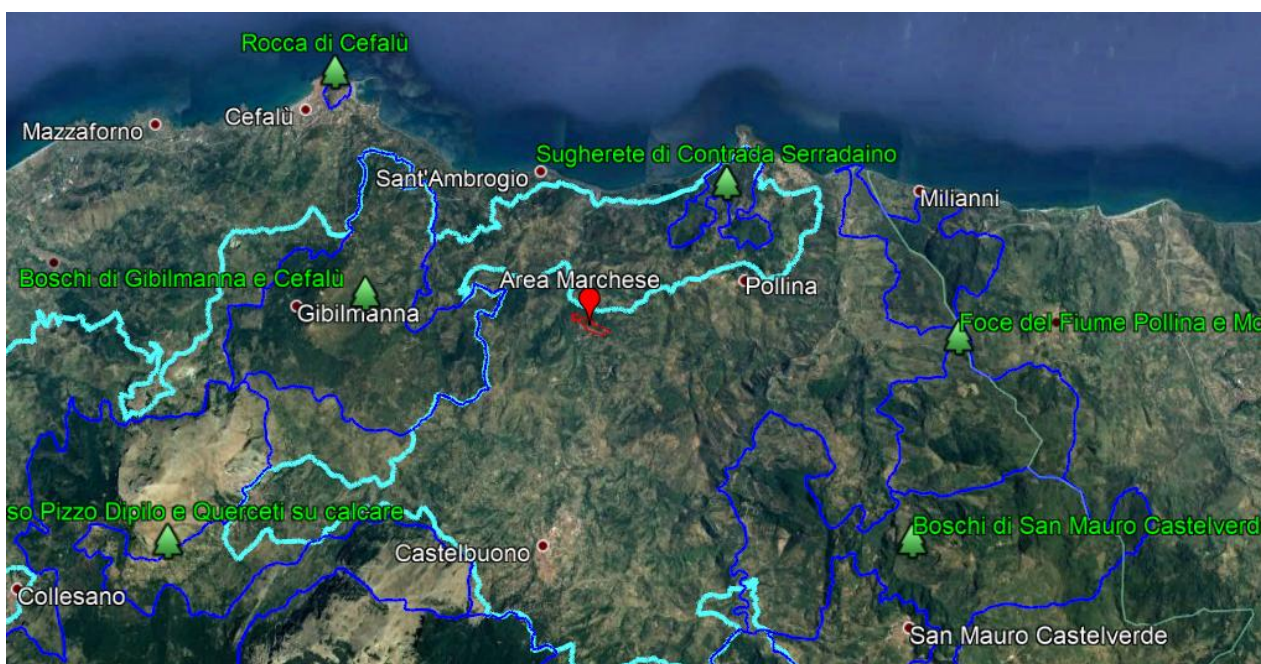 Rocca di Cefalù
Cefalù
Mazzaforno
Sugherete di Contrada Serradaino
Sant'Ambrogio
Milianni
Boschi di Gibilmanna e Cefalù
Area Marchese
Pollina
Gibilmanna
Foce del Fiume Pollina e Mo
so Pizzo Dipilo e Querceti su calcare
Boschi di San Mauro Castelverde
Castelbuono
Collesano
San Mauro Castelverde